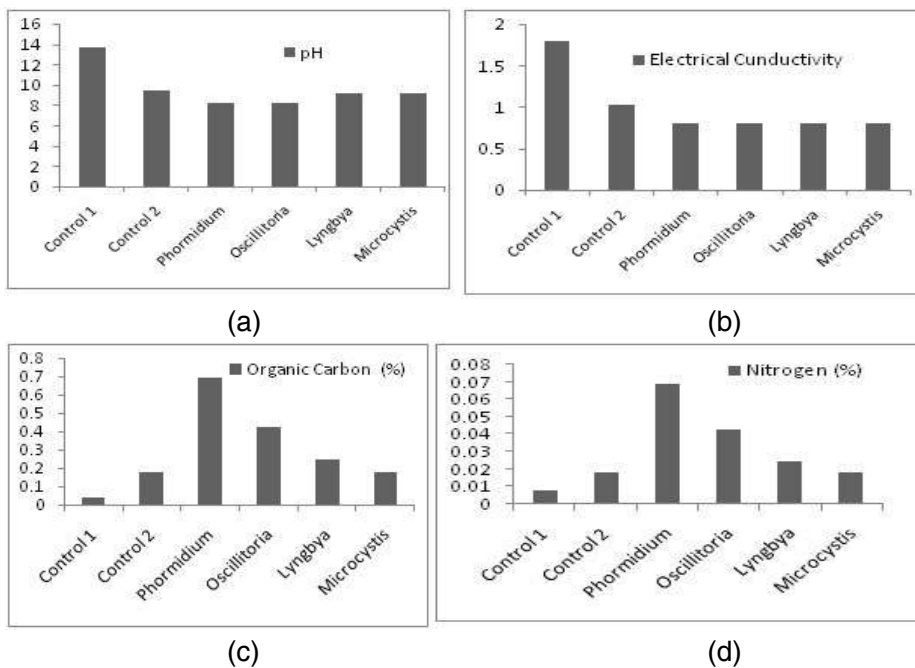 16
14
12
10
8
6
4
2
0
pH
Control 1
Control 2
Phormidium
Oscillitoria
Lyngbya
Microcystis
(a)
2
1.5
1
0.5
0
Electrical Cunductivity
Control 1
Control 2
Phormidium
Oscillitoria
Lyngbya
Microcystis
(b)
0.8
0.7
0.6
0.5
0.4
0.3
0.2
0.1
0
Organic Carbon (%)
Control 1
Control 2
Phormidium
Oscillitoria
Lyngbya
Microcystis
(c)
0.08
0.07
0.06
0.05
0.04
0.03
0.02
0.01
0
Nitrogen (%)
Control 1
Control 2
Phormidium
Oscillitoria
Lyngbya
Microcystis
(d)